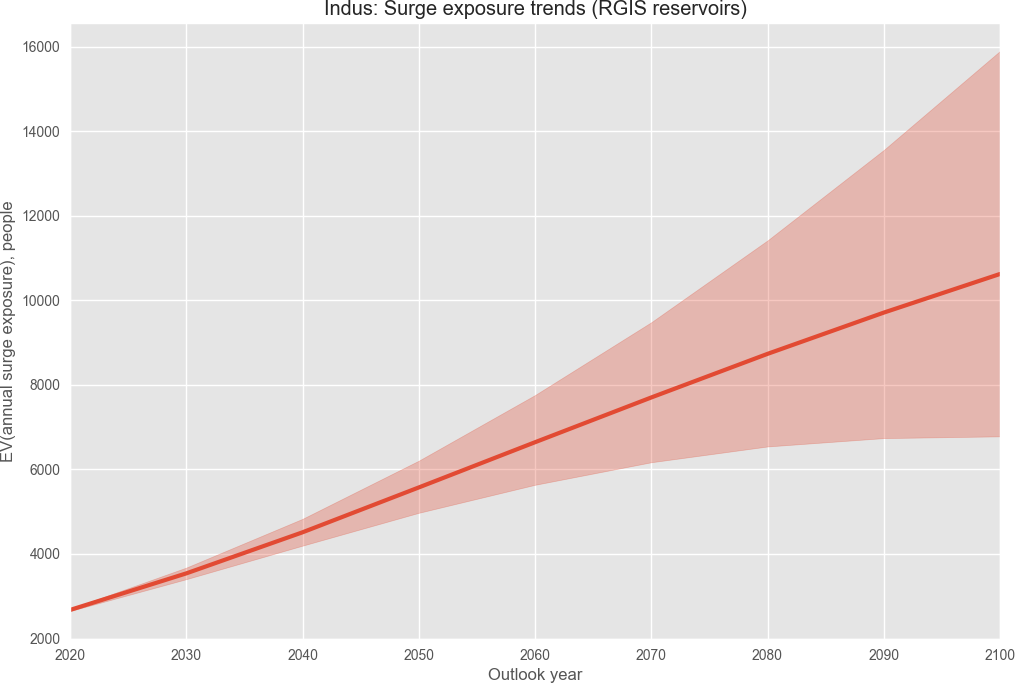 Indus: Surge exposure trends (RGIS reservoirs)
EV(annual surge exposure), people
16000
14000
12000
10000
8000
6000
4000
2000
2020 2030 2040 2050 2060 2070 2080 2090 2100
Outlook year